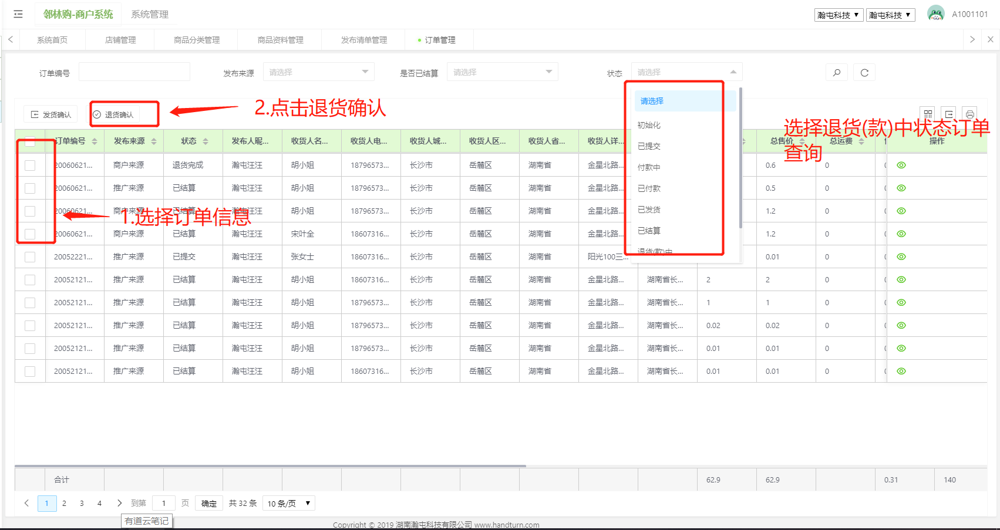 邻林购-商户系统 系统管理 瀚屯科技 瀚屯科技 A1001101
系统首页 店铺管理 商品分类管理 商品资料管理 发布清单管理 订单管理
订单编号 发布来源 请选择 是否已结算 请选择 状态 请选择
发货确认 退货确认 2.点击退货确认
请选择
初始化
已提交
付款中
已付款
已发货
已结算
退货(款)中
选择退货(款)中状态订单
查询
1.选择订单信息
订单编号 发布来源 状态 发布人昵... 收货人名... 收货人电... 收货人城... 收货人区... 收货人省... 收货人详... 总售价 总运费 操作
20060621... 商户来源 退货完成 瀚屯汪汪 胡小姐 18796573... 长沙市 岳麓区 湖南省 金星北路... 0.6 0
20060621... 推广来源 已结算 瀚屯汪汪 胡小姐 18796573... 长沙市 岳麓区 湖南省 金星北路... 0.5 0
20060621... 商户来源 已结算 瀚屯汪汪 胡小姐 18796573... 长沙市 岳麓区 湖南省 金星北路... 1.2 0
20060621... 商户来源 已结算 瀚屯汪汪 宋叶全 18607316... 长沙市 岳麓区 湖南省 金星北路... 1.2 0
20052221... 推广来源 已提交 瀚屯汪汪 张女士 18607316... 长沙市 岳麓区 湖南省 阳光100三... 0.01 0
20052121... 推广来源 已结算 瀚屯汪汪 胡小姐 18607316... 长沙市 岳麓区 湖南省 金星北路... 湖南省长... 2 2 0
20052121... 推广来源 已结算 瀚屯汪汪 胡小姐 18796573... 长沙市 岳麓区 湖南省 金星北路... 湖南省长... 1 1 0
20052121... 推广来源 已结算 瀚屯汪汪 胡小姐 18796573... 长沙市 岳麓区 湖南省 金星北路... 湖南省长... 0.02 0.02 0
20052121... 推广来源 已结算 瀚屯汪汪 胡小姐 18796573... 长沙市 岳麓区 湖南省 金星北路... 湖南省长... 0.01 0.01 0
20052121... 推广来源 已结算 瀚屯汪汪 胡小姐 18607316... 长沙市 岳麓区 湖南省 金星北路... 湖南省长... 0.01 0.01 0
合计 62.9 62.9 0.31 140
1 2 3 4 到第 1 页 确定 共 32 条 10 条/页
有道云笔记
Copyright © 2019 湖南瀚屯科技有限公司 www.handturn.com